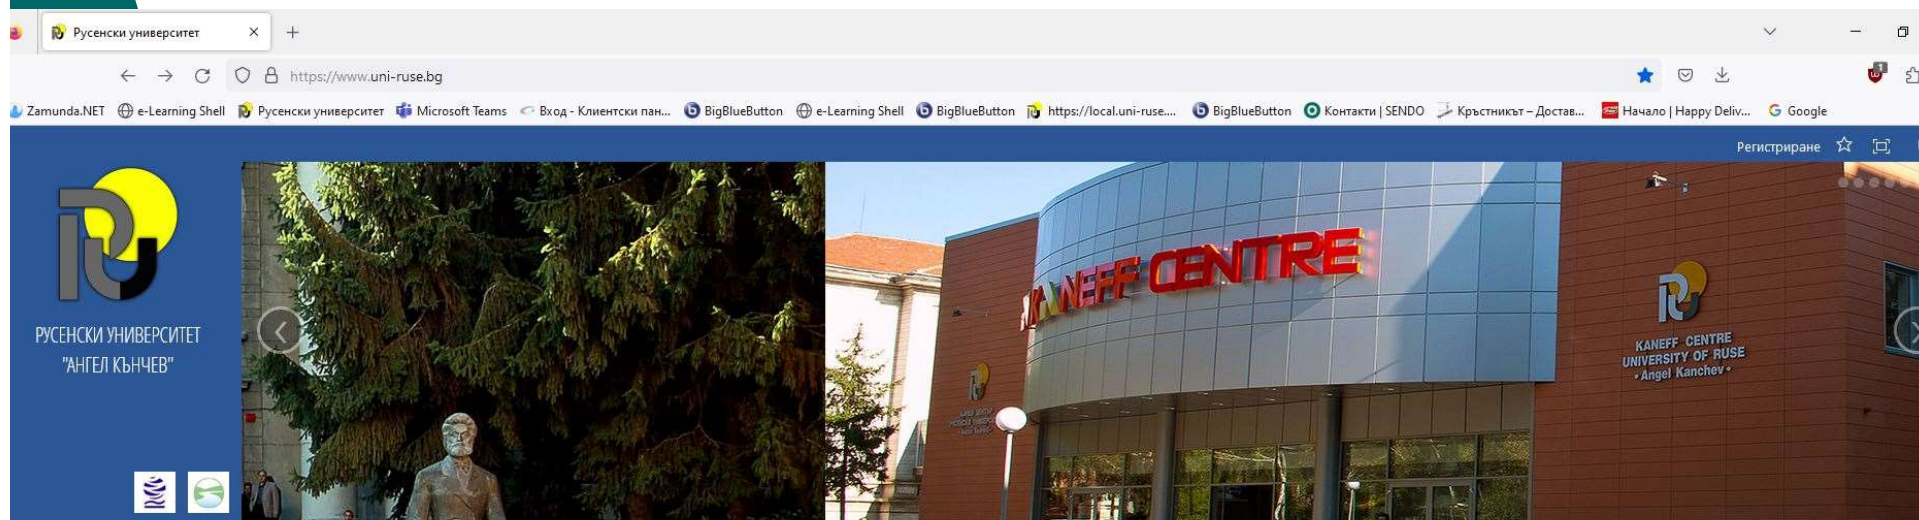 Русенски университет
https://www.uni-ruse.bg
1
Zamunda.NET e-Learning Shell Русенски университет Microsoft Teams Вход - Клиентски пан... BigBlueButton e-Learning Shell BigBlueButton https://local.uni-ruse.... BigBlueButton Контакти | SENDO Кръстникът – Достав... Начало | Happy Deliv... Google
Регистриране
РУСЕНСКИ УНИВЕРСИТЕТ
"АНГЕЛ КЪНЧЕВ"
KANEFF CENTRE
KANEFF CENTRE
UNIVERSITY OF RUSE
• Angel Kanchev •